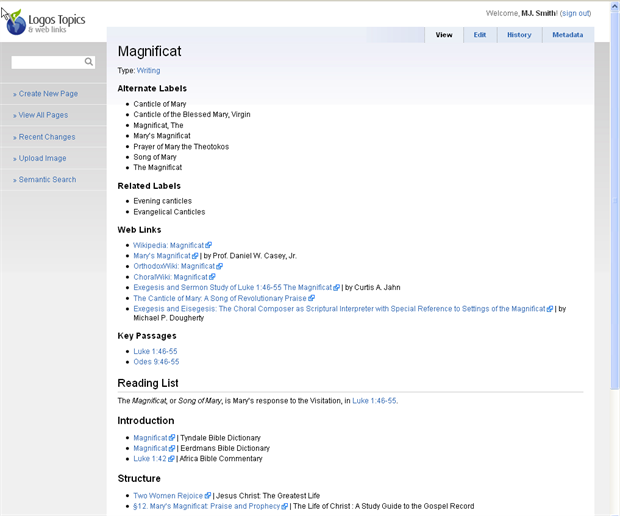 Logos Topics
& web links
Welcome, M.J. Smith! (sign out)
View Edit History Metadata
» Create New Page
» View All Pages
» Recent Changes
» Upload Image
» Semantic Search
Magnificat
Type: Writing
Alternate Labels
Canticle of Mary
Canticle of the Blessed Mary, Virgin
Magnificat, The
Mary's Magnificat
Prayer of Mary the Theotokos
Song of Mary
The Magnificat
Related Labels
Evening canticles
Evangelical Canticles
Web Links
Wikipedia: Magnificat
Mary's Magnificat | by Prof. Daniel W. Casey, Jr.
OrthodoxWiki: Magnificat
ChoralWiki: Magnificat
Exegesis and Sermon Study of Luke 1:46-55 The Magnificat | by Curtis A. Jahn
The Canticle of Mary: A Song of Revolutionary Praise
Exegesis and Eisegesis: The Choral Composer as Scriptural Interpreter with Special Reference to Settings of the Magnificat | by
Michael P. Dougherty
Key Passages
Luke 1:46-55
Odes 9:46-55
Reading List
The Magnificat, or Song of Mary, is Mary's response to the Visitation, in Luke 1:46-55.
Introduction
Magnificat | Tyndale Bible Dictionary
Magnificat | Eerdmans Bible Dictionary
Luke 1:42 | Africa Bible Commentary
Structure
Two Women Rejoice | Jesus Christ: The Greatest Life
§12. Mary's Magnificat: Praise and Prophecy | The Life of Christ : A Study Guide to the Gospel Record